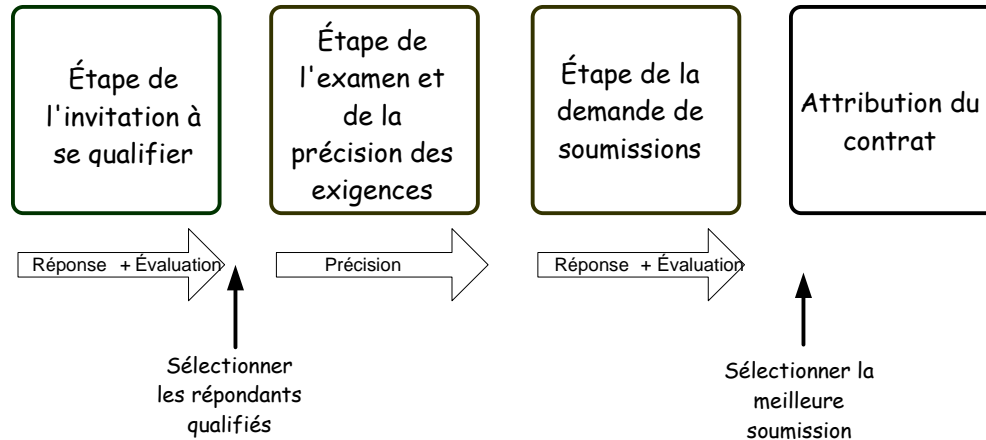 Étape de
l'invitation à
se qualifier
Étape de
l'examen et
de la
précision des
exigences
Étape de la
demande de
soumissions
Attribution du
contrat
Réponse + Évaluation
Précision
Réponse + Évaluation
Sélectionner
les répondants
qualifiés
Sélectionner la
meilleure
soumission